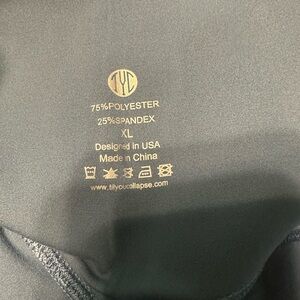 TYC
75%POLYESTER
25%SPANDEX
XL
Designed in USA
Made in China
www.tilyoucollapse.com